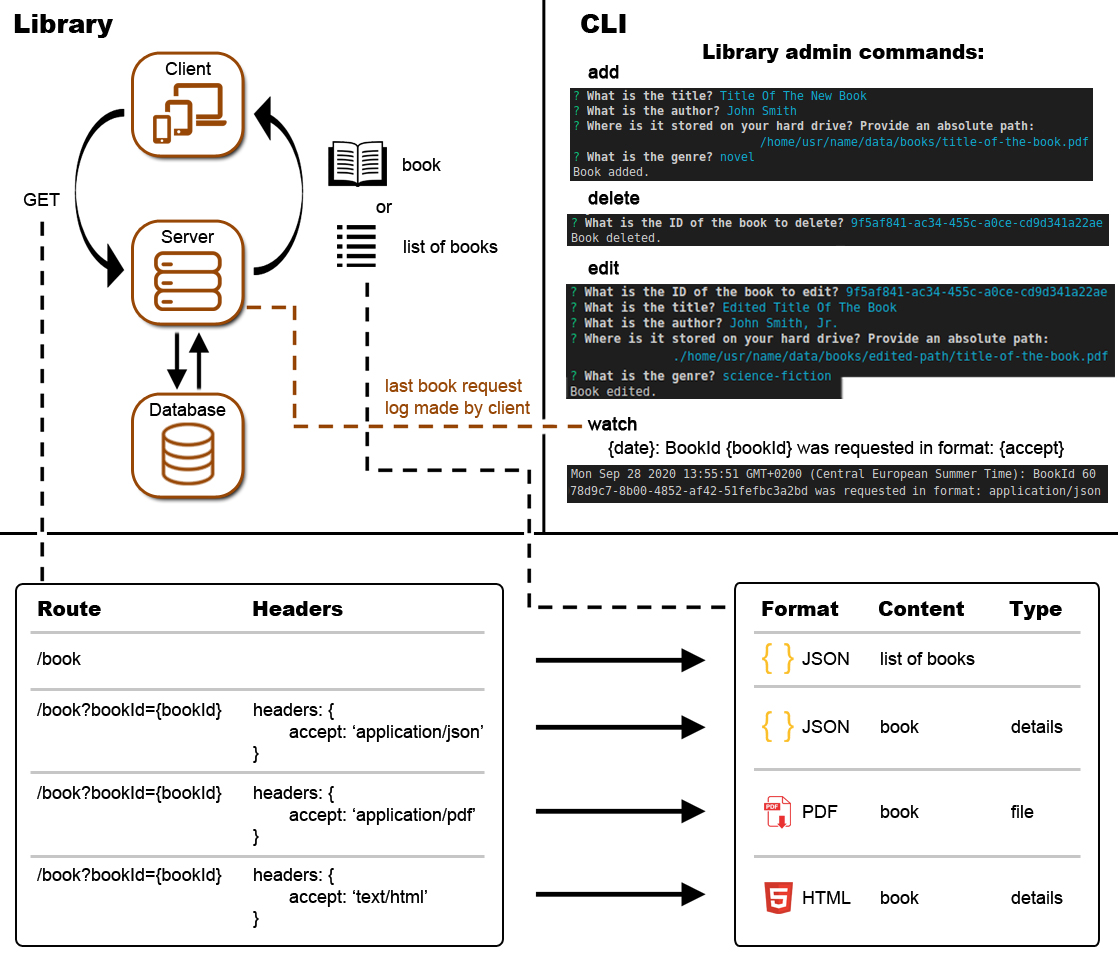 Library
Client
GET
book
or
list of books
Server
Database
last book request
log made by client
CLI
Library admin commands:
add
? What is the title? Title Of The New Book
? What is the author? John Smith
? Where is it stored on your hard drive? Provide an absolute path:
/home/usr/name/data/books/title-of-the-book.pdf
? What is the genre? novel
Book added.
delete
? What is the ID of the book to delete? 9f5af841-ac34-455c-a0ce-cd9d341a22ae
Book deleted.
edit
? What is the ID of the book to edit? 9f5af841-ac34-455c-a0ce-cd9d341a22ae
? What is the title? Edited Title Of The Book
? What is the author? John Smith, Jr.
? Where is it stored on your hard drive? Provide an absolute path:
./home/usr/name/data/books/edited-path/title-of-the-book.pdf
? What is the genre? science-fiction
Book edited.
watch
{date}: BookId {bookId} was requested in format: {accept}
Mon Sep 28 2020 13:55:51 GMT+0200 (Central European Summer Time): BookId 60
78d9c7-8b00-4852-af42-51fefbc3a2bd was requested in format: application/json
Route Headers
/book
/book?bookId={bookId} headers: {
accept: ‘application/json’
}
/book?bookId={bookId} headers: {
accept: ‘application/pdf’
}
/book?bookId={bookId} headers: {
accept: ‘text/html’
}
Format Content Type
{ } JSON list of books
{ } JSON book details
PDF PDF book file
5 HTML book details